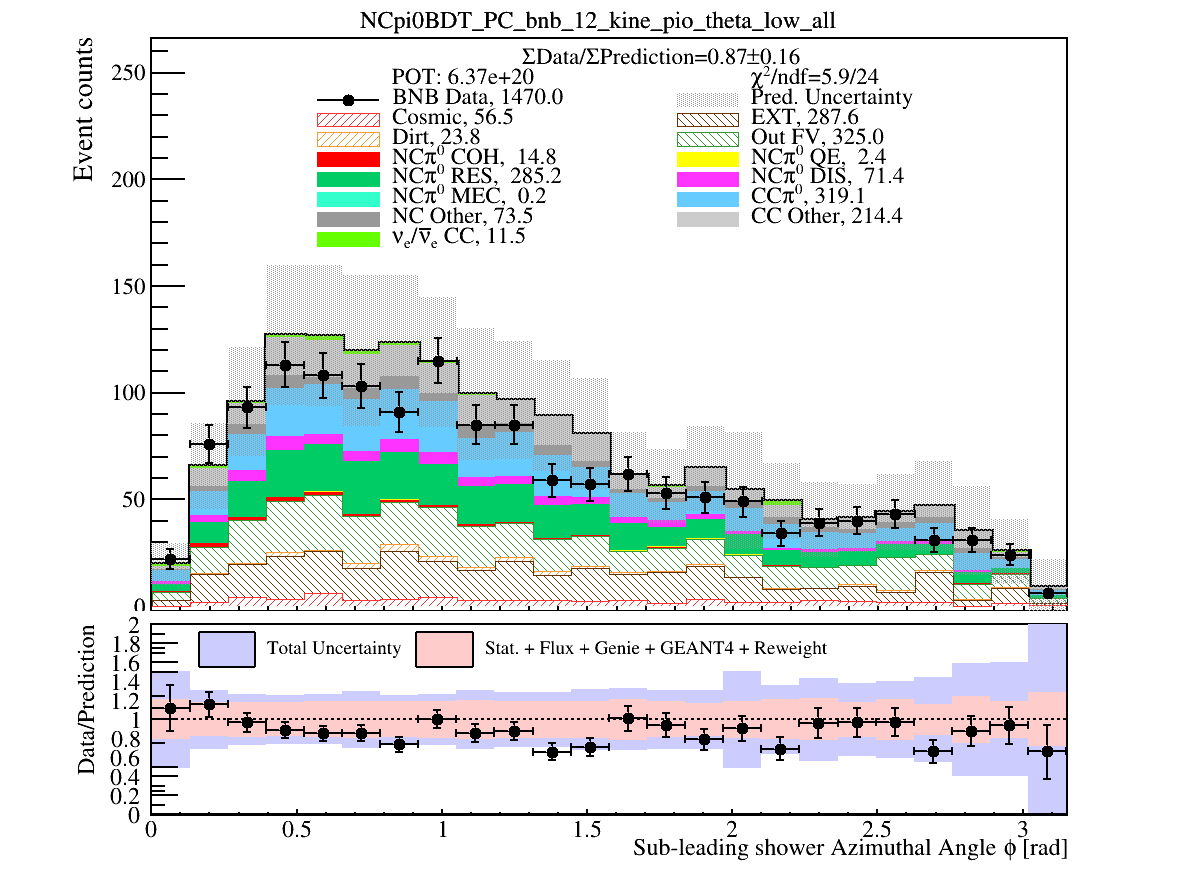 NCpi0BDT_PC_bnb_12_kine_pio_theta_low_all
ΣData/ΣPrediction=0.87±0.16
POT: 6.37e+20
χ²/ndf=5.9/24
BNB Data, 1470.0
Pred. Uncertainty
Cosmic, 56.5
EXT, 287.6
Dirt, 23.8
Out FV, 325.0
NCπ⁰ COH, 14.8
NCπ⁰ QE, 2.4
NCπ⁰ RES, 285.2
NCπ⁰ DIS, 71.4
NCπ⁰ MEC, 0.2
CCπ⁰, 319.1
NC Other, 73.5
CC Other, 214.4
νₑ/ν̅ₑ CC, 11.5
Event counts
250
200
150
100
50
0
Data/Prediction
2
1.8
1.6
1.4
1.2
1
0.8
0.6
0.4
0.2
0
Total Uncertainty
Stat. + Flux + Genie + GEANT4 + Reweight
0 0.5 1 1.5 2 2.5 3
Sub-leading shower Azimuthal Angle ϕ [rad]